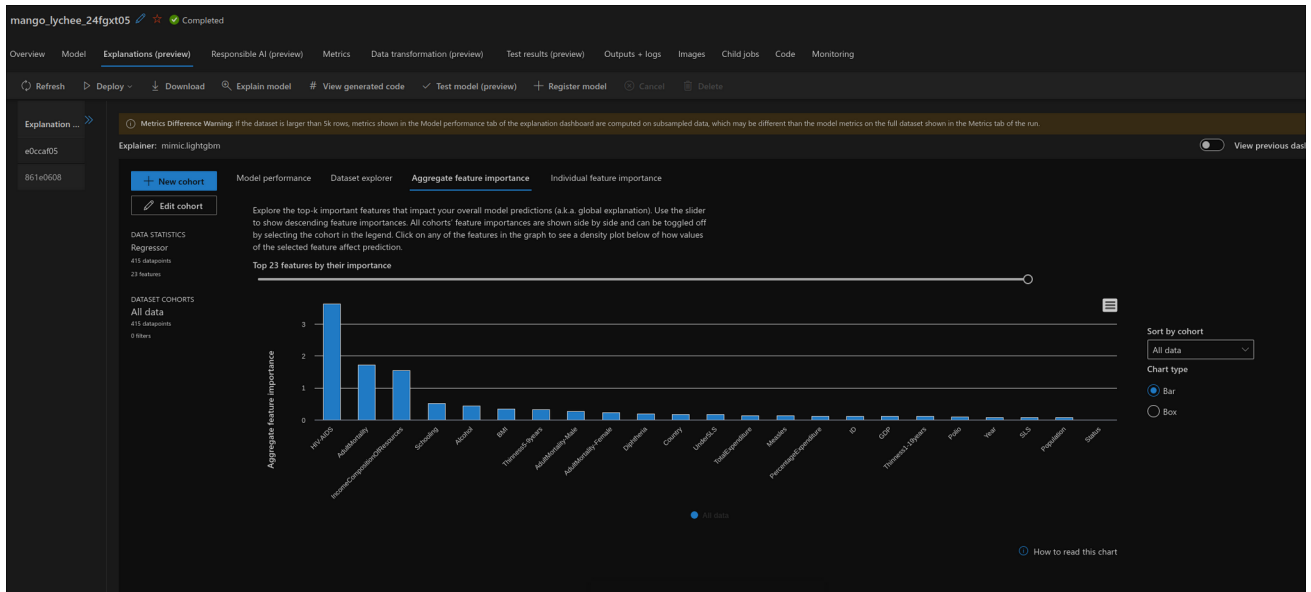 mango_lychee_24fgxt05 Completed
Overview Model Explanations (preview) Responsible AI (preview) Metrics Data transformation (preview) Test results (preview) Outputs + logs Images Child jobs Code Monitoring
Refresh Deploy Download Explain model # View generated code Test model (preview) Register model Cancel Delete
Explanation ...
e0ccaf05
861e0608
Metrics Difference Warning: If the dataset is larger than 5k rows, metrics shown in the Model performance tab of the explanation dashboard are computed on subsampled data, which may be different than the model metrics on the full dataset shown in the Metrics tab of the run.
Explainer: mimic.lightgbm
View previous das
New cohort
Edit cohort
DATA STATISTICS
Regressor
415 datapoints
23 features
DATASET COHORTS
All data
415 datapoints
0 filters
Model performance Dataset explorer Aggregate feature importance Individual feature importance
Explore the top-k important features that impact your overall model predictions (a.k.a. global explanation). Use the slider
to show descending feature importances. All cohorts' feature importances are shown side by side and can be toggled off
by selecting the cohort in the legend. Click on any of the features in the graph to see a density plot below of how values
of the selected feature affect prediction.
Top 23 features by their importance
Aggregate feature importance
3
2
1
0
HIV-AIDS
AdultMortality
IncomeCompositionOfResources
Schooling
Alcohol
BMI
Thinness5-9years
AdultMortality-Male
AdultMortality-Female
Diphtheria
Country
Under5LS
TotalExpenditure
Measles
PercentageExpenditure
ID
GDP
Thinness1-19years
Polio
Year
SLS
Population
Status
All data
Sort by cohort
All data
Chart type
Bar
Box
How to read this chart